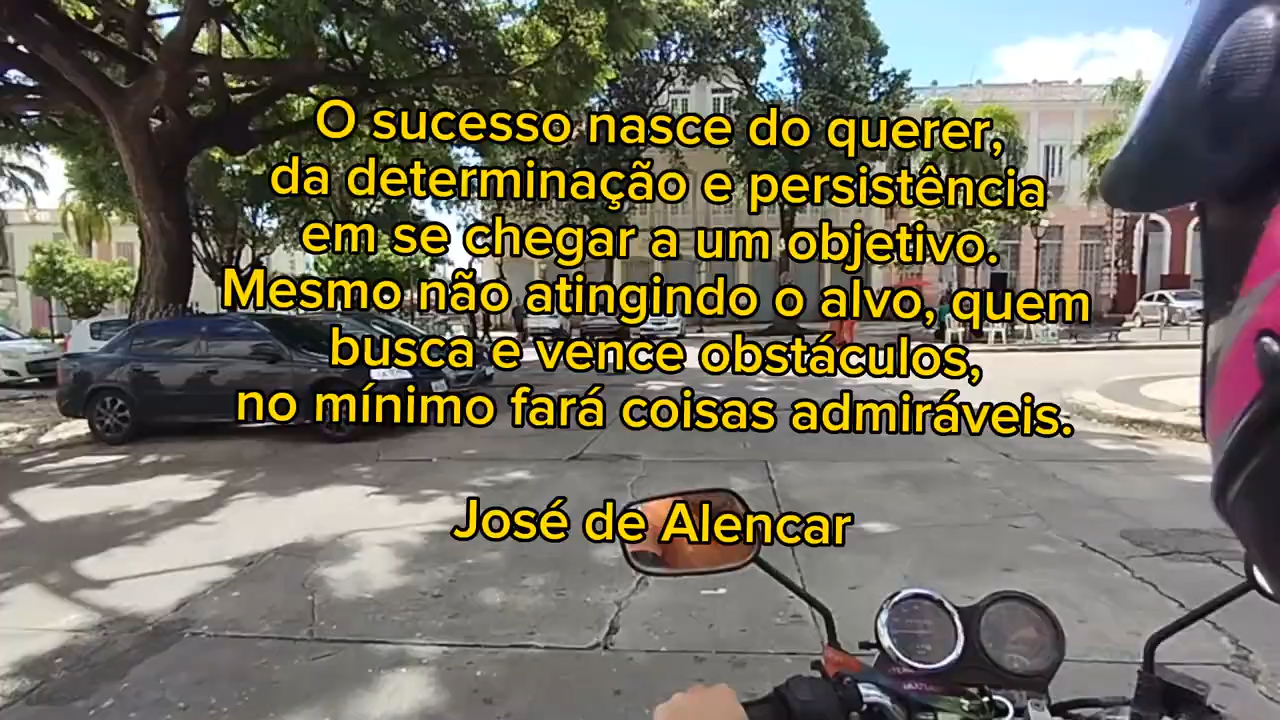 O sucesso nasce do querer,
da determinação e persistência
em se chegar a um objetivo.
Mesmo não atingindo o alvo, quem
busca e vence obstáculos,
no mínimo fará coisas admiráveis.
José de Alencar